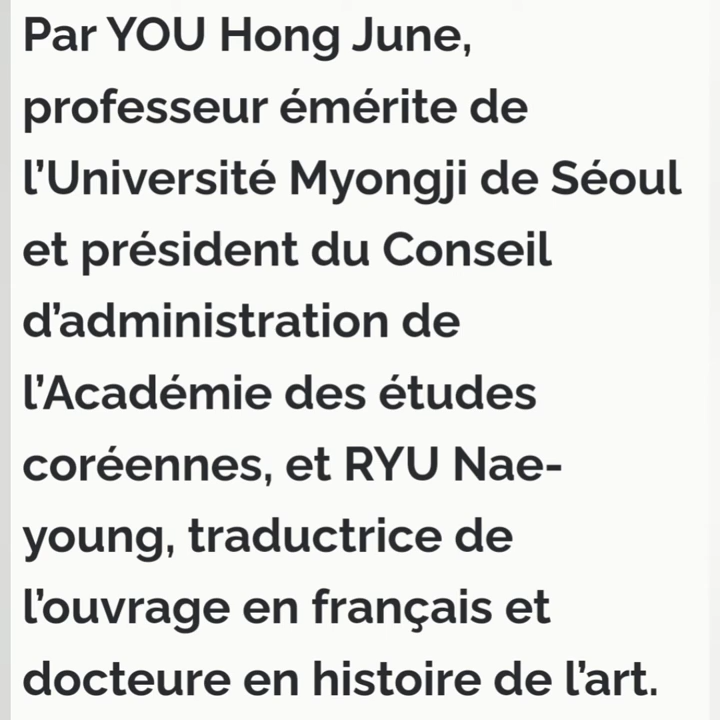 Par YOU Hong June,
professeur émérite de
l’Université Myongji de Séoul
et président du Conseil
d’administration de
l’Académie des études
coréennes, et RYU Nae-
young, traductrice de
l’ouvrage en français et
docteure en histoire de l’art.